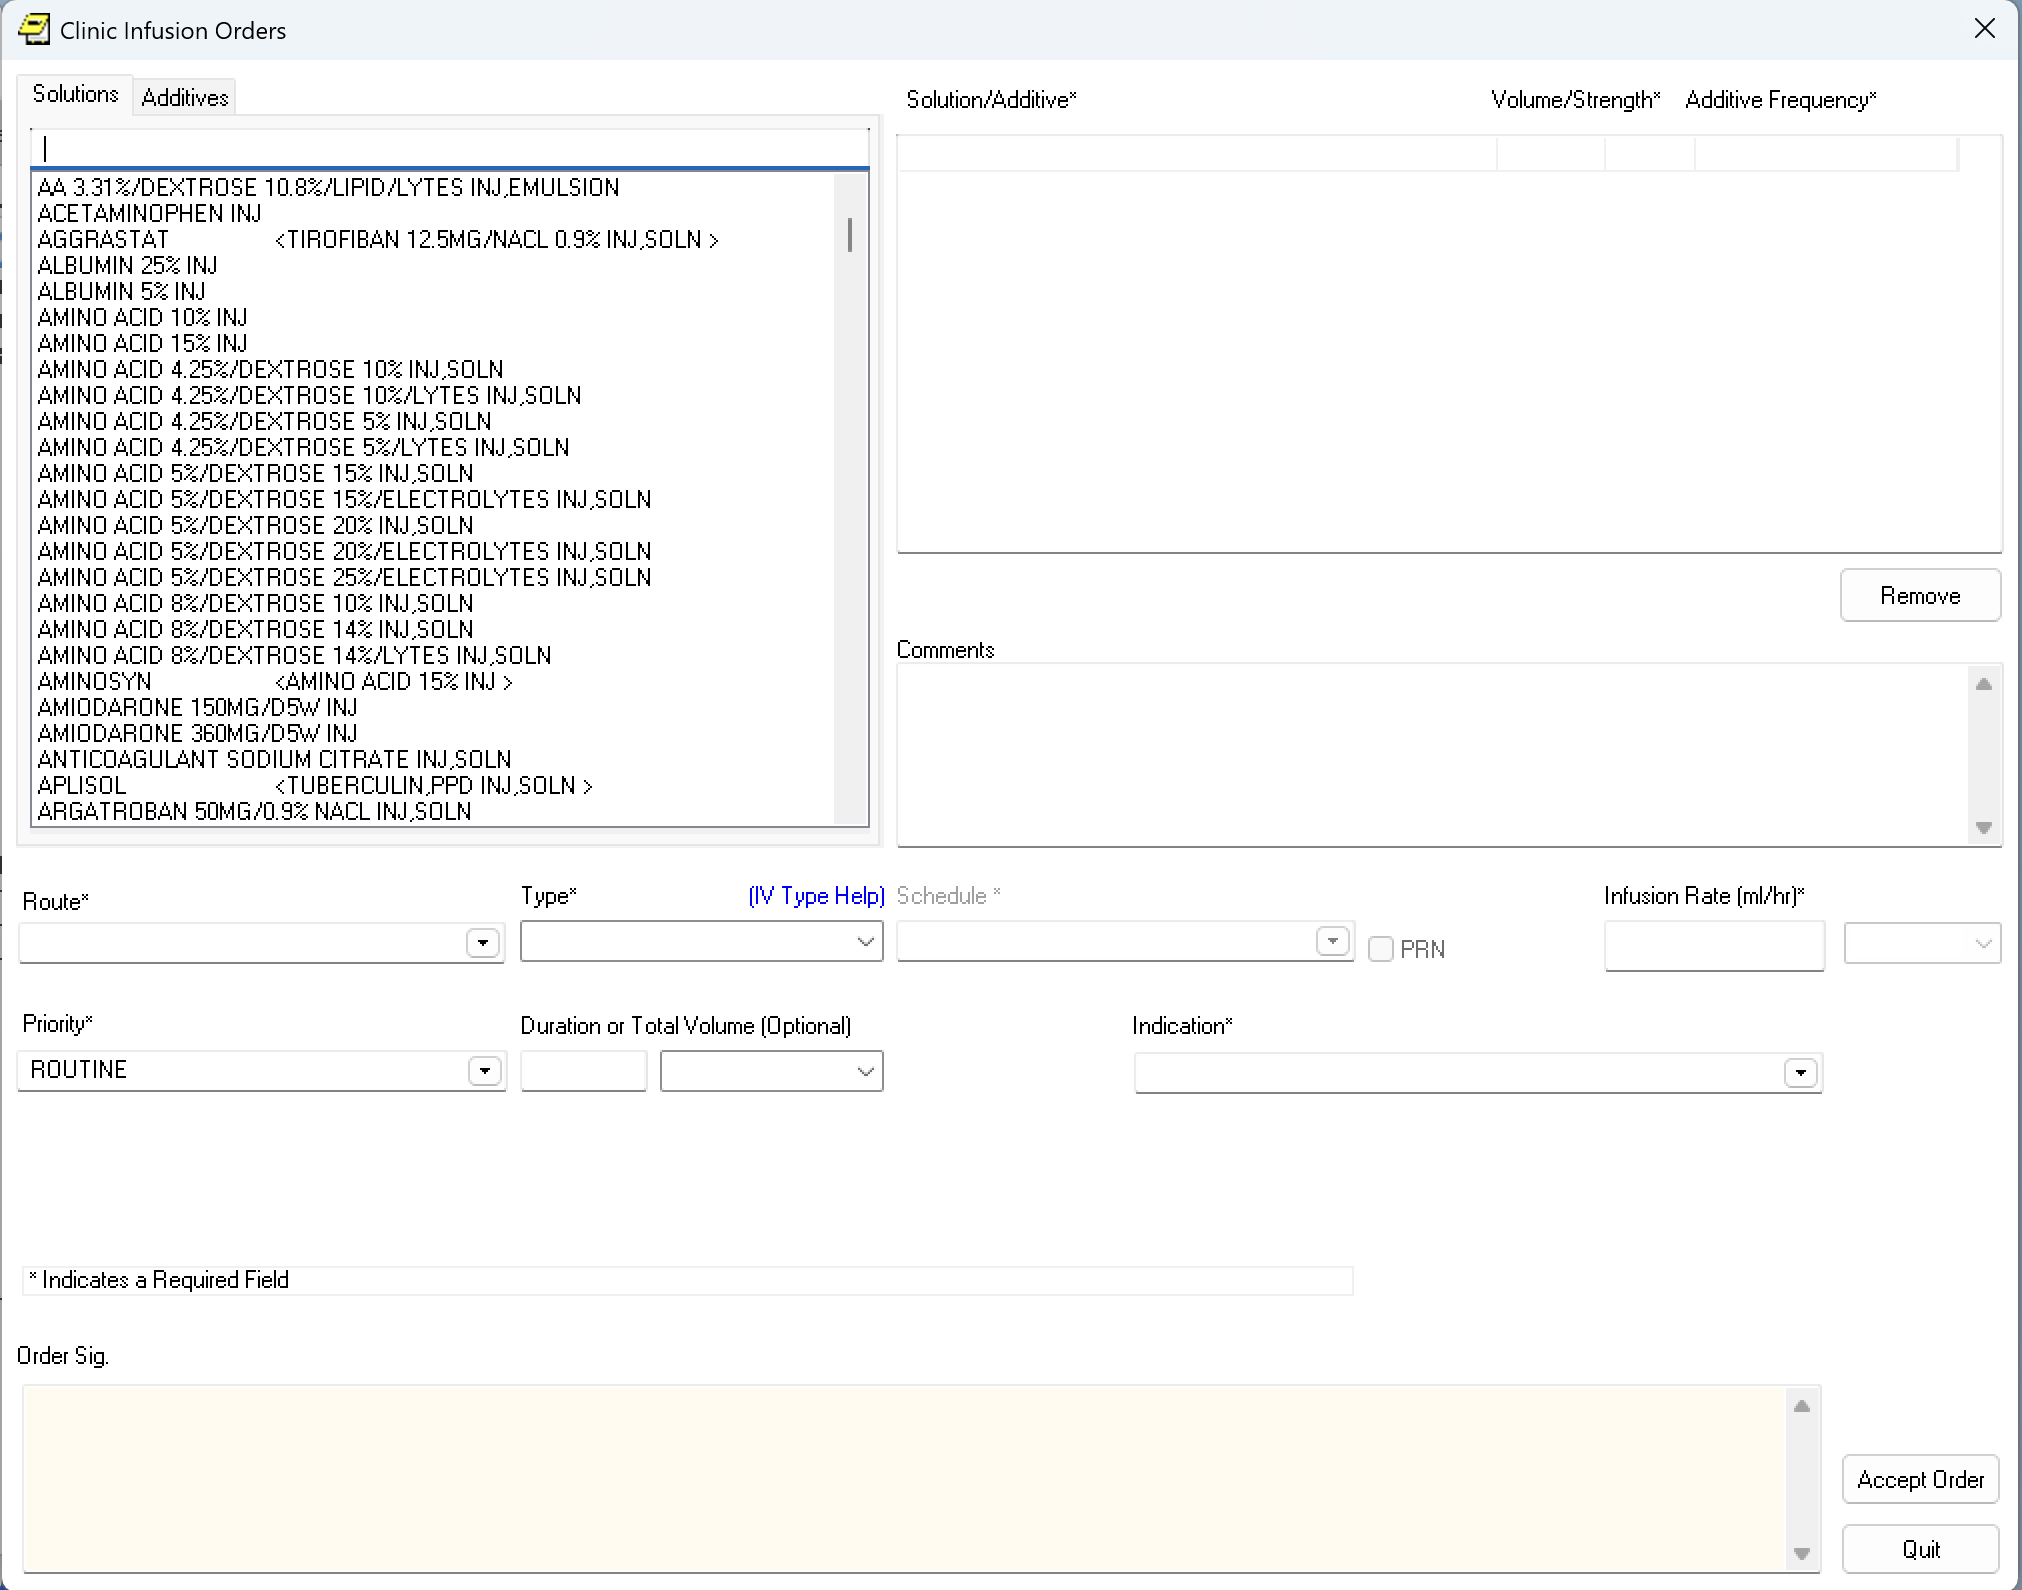 Clinic Infusion Orders
Solutions
Additives
AA 3.31%/DEXTROSE 10.8%/LIPID/LYTES INJ,EMULSION
ACETAMINOPHEN INJ
AGGRASTAT <TIROFIBAN 12.5MG/NACL 0.9% INJ,SOLN >
ALBUMIN 25% INJ
ALBUMIN 5% INJ
AMINO ACID 10% INJ
AMINO ACID 15% INJ
AMINO ACID 4.25%/DEXTROSE 10% INJ,SOLN
AMINO ACID 4.25%/DEXTROSE 10%/LYTES INJ,SOLN
AMINO ACID 4.25%/DEXTROSE 5% INJ,SOLN
AMINO ACID 4.25%/DEXTROSE 5%/LYTES INJ,SOLN
AMINO ACID 5%/DEXTROSE 15% INJ,SOLN
AMINO ACID 5%/DEXTROSE 15%/ELECTROLYTES INJ,SOLN
AMINO ACID 5%/DEXTROSE 20% INJ,SOLN
AMINO ACID 5%/DEXTROSE 20%/ELECTROLYTES INJ,SOLN
AMINO ACID 5%/DEXTROSE 25%/ELECTROLYTES INJ,SOLN
AMINO ACID 8%/DEXTROSE 10% INJ,SOLN
AMINO ACID 8%/DEXTROSE 14% INJ,SOLN
AMINO ACID 8%/DEXTROSE 14%/LYTES INJ,SOLN
AMINOSYN <AMINO ACID 15% INJ >
AMIODARONE 150MG/D5W INJ
AMIODARONE 360MG/D5W INJ
ANTICOAGULANT SODIUM CITRATE INJ,SOLN
APLISOL <TUBERCULIN,PPD INJ,SOLN >
ARGATROBAN 50MG/0.9% NACL INJ,SOLN
Solution/Additive* Volume/Strength* Additive Frequency*
Remove
Comments
Route* Type* (IV Type Help) Schedule * Infusion Rate (ml/hr)*
PRN
Priority* Duration or Total Volume (Optional) Indication*
ROUTINE
* Indicates a Required Field
Order Sig.
Accept Order
Quit